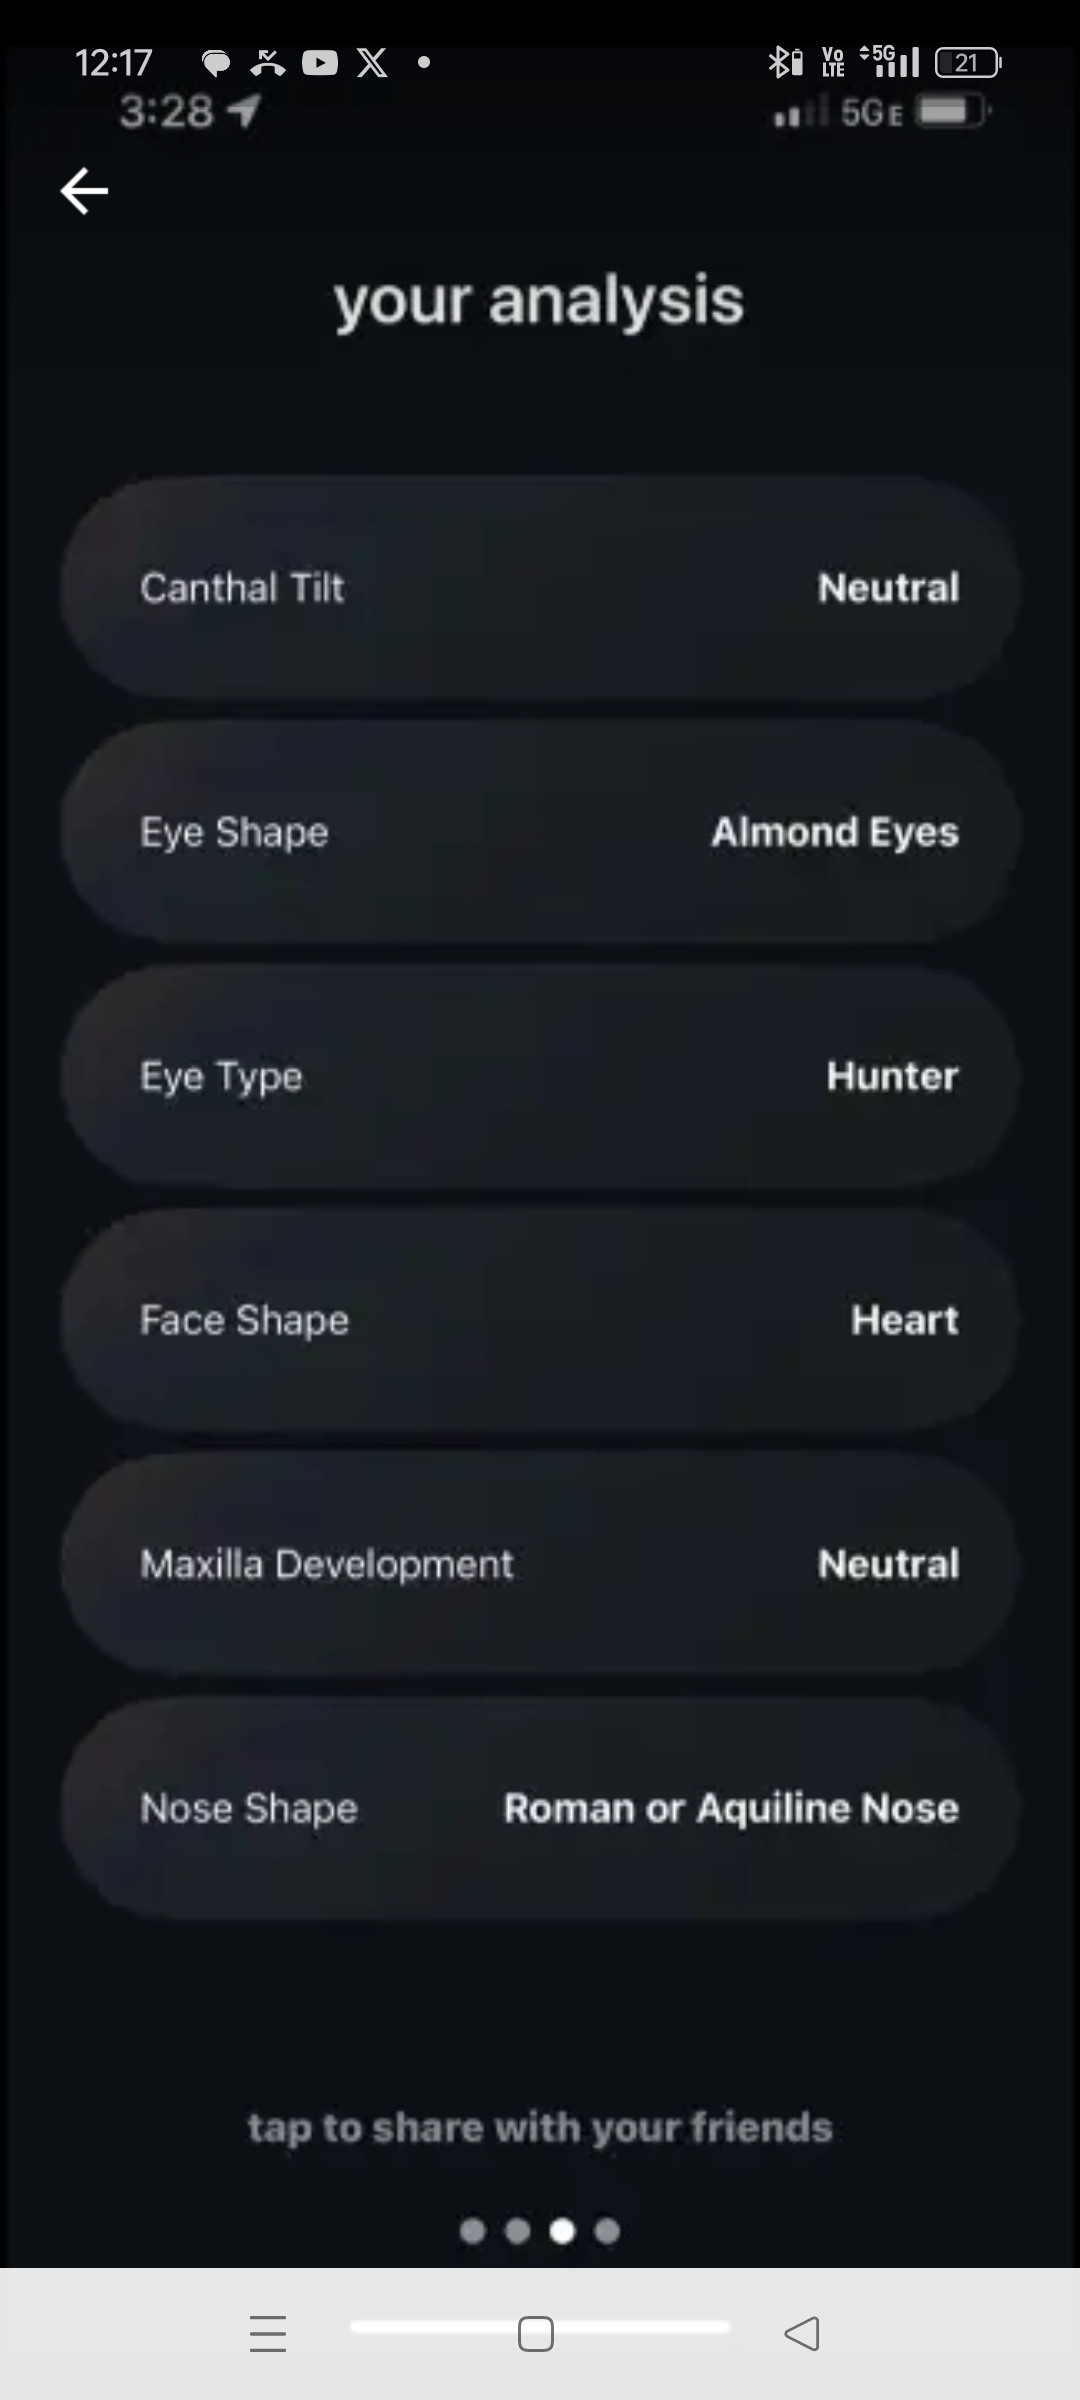 12:17
Vo LTE 5G 21
3:28 5GE
your analysis
Canthal Tilt Neutral
Eye Shape Almond Eyes
Eye Type Hunter
Face Shape Heart
Maxilla Development Neutral
Nose Shape Roman or Aquiline Nose
tap to share with your friends